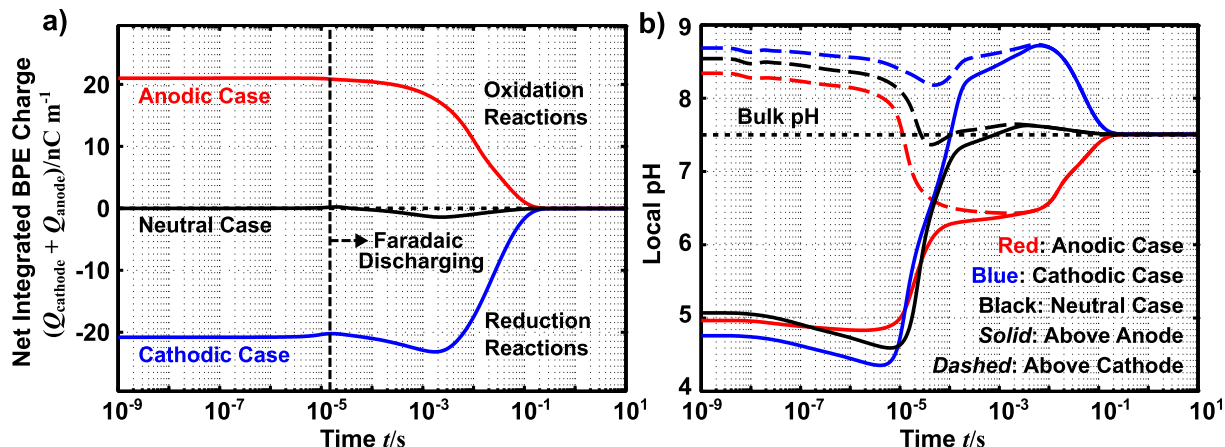 a)
Net Integrated BPE Charge
(Qcathode + Qanode)/nC m-1
20
10
0
-10
-20
Anodic Case
Oxidation
Reactions
Neutral Case
Faradaic
Discharging
Cathodic Case
Reduction
Reactions
10-9 10-7 10-5 10-3 10-1 101
Time t/s
b)
Local pH
9
8
7
6
5
4
Bulk pH
Red: Anodic Case
Blue: Cathodic Case
Black: Neutral Case
Solid: Above Anode
Dashed: Above Cathode
10-9 10-7 10-5 10-3 10-1 101
Time t/s